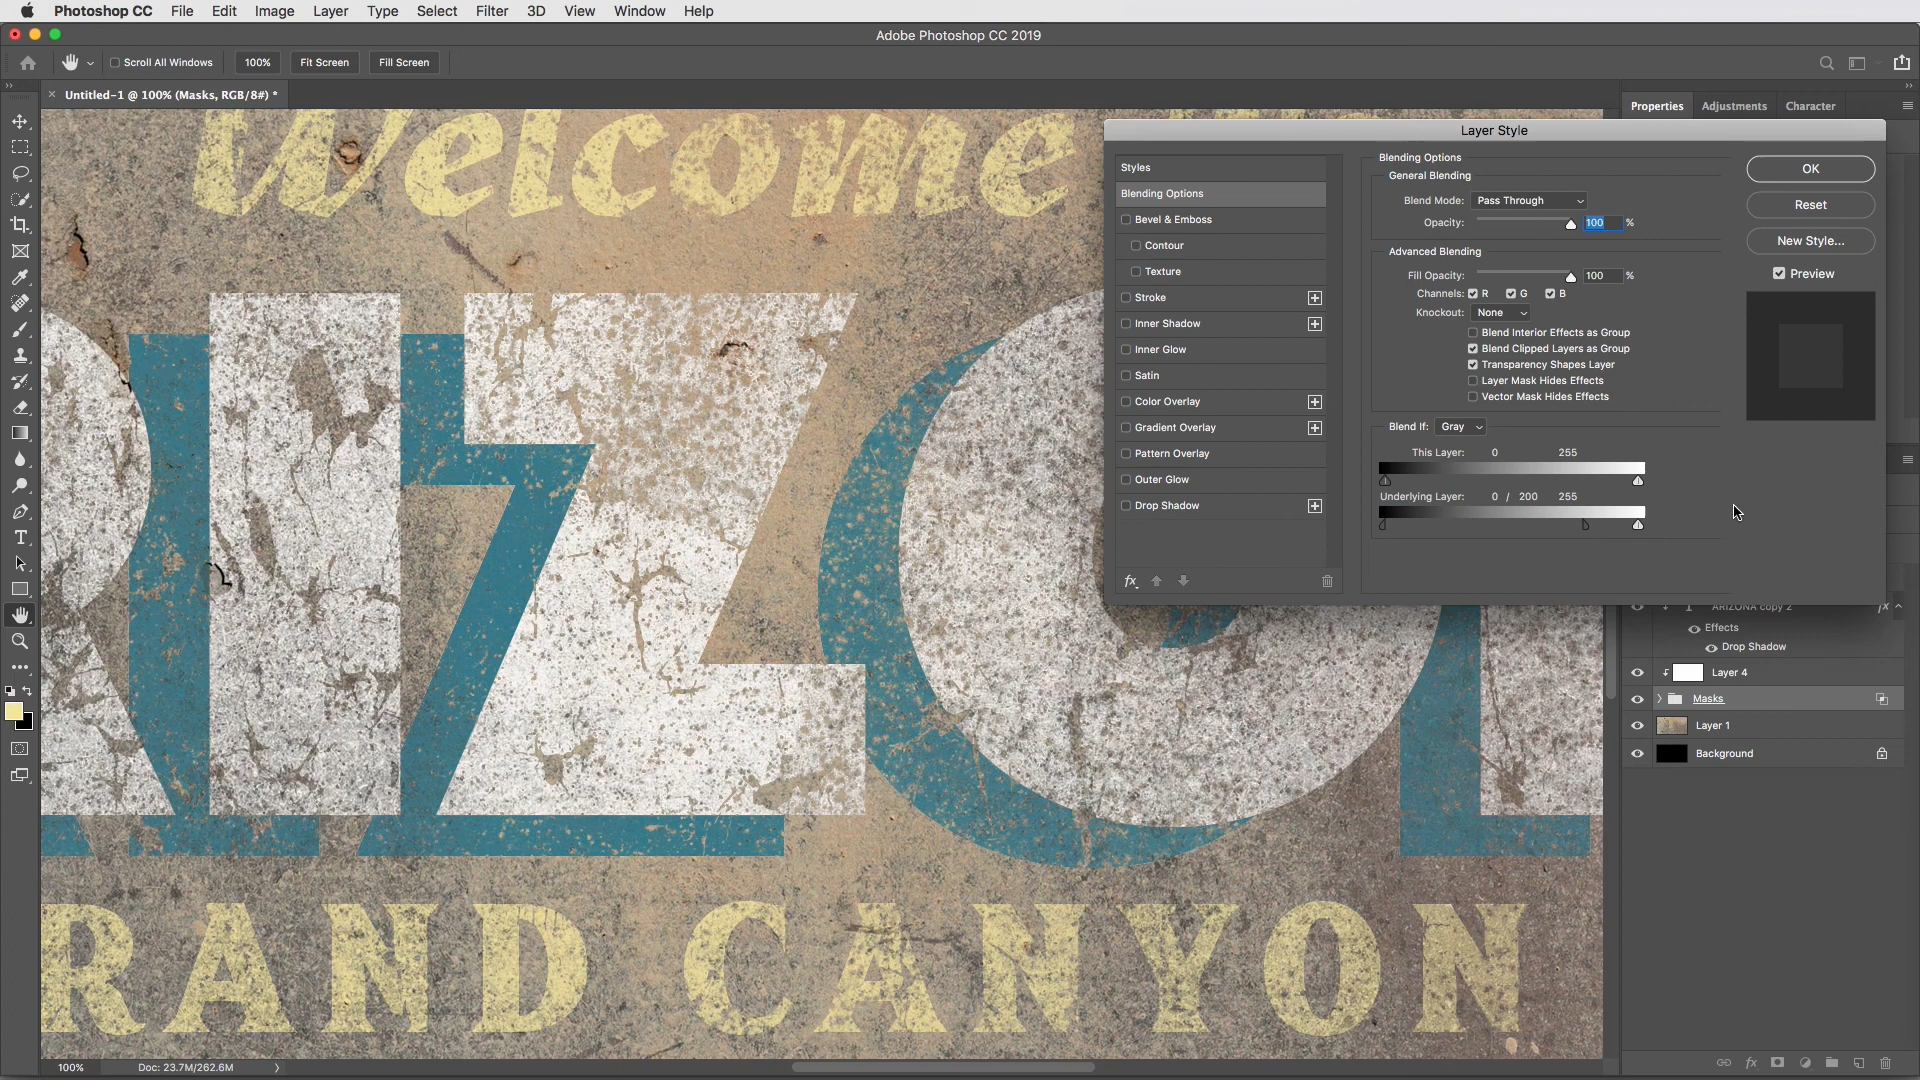 Photoshop CC File Edit Image Layer Type Select Filter 3D View Window Help
Adobe Photoshop CC 2019
Scroll All Windows 100% Fit Screen Fill Screen
Untitled-1 @ 100% (Masks, RGB/8#) *
Properties Adjustments Character
Welcome
RIZO
RAND CANYON
Layer Style
Styles
Blending Options
Bevel & Emboss
Contour
Texture
Stroke
Inner Shadow
Inner Glow
Satin
Color Overlay
Gradient Overlay
Pattern Overlay
Outer Glow
Drop Shadow
fx
Blending Options
General Blending
Blend Mode: Pass Through
Opacity: 100 %
Advanced Blending
Fill Opacity: 100 %
Channels: R G B
Knockout: None
Blend Interior Effects as Group
Blend Clipped Layers as Group
Transparency Shapes Layer
Layer Mask Hides Effects
Vector Mask Hides Effects
Blend If: Gray
This Layer: 0 255
Underlying Layer: 0 / 200 255
OK
Reset
New Style...
Preview
ARIZONA copy 2 fx
Effects
Drop Shadow
Layer 4
Masks
Layer 1
Background
100% Doc: 23.7M/262.6M
fx